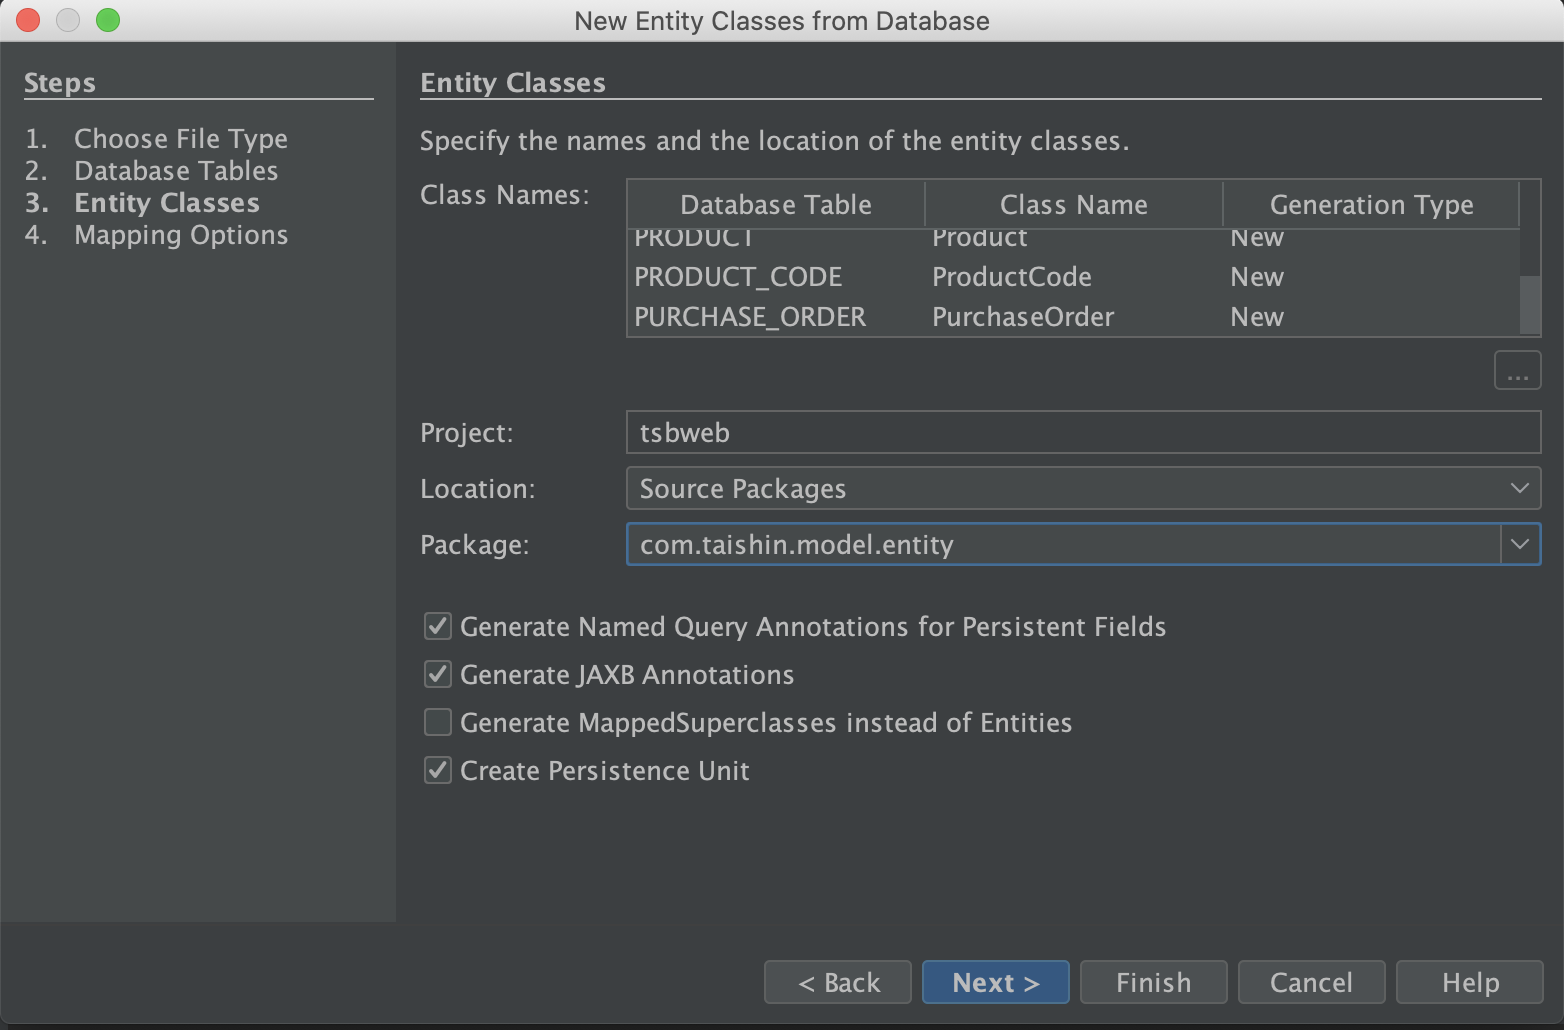 New Entity Classes from Database
Steps
1. Choose File Type
2. Database Tables
3. Entity Classes
4. Mapping Options
Entity Classes
Specify the names and the location of the entity classes.
Class Names:
Database Table Class Name Generation Type
PRODUCT Product New
PRODUCT_CODE ProductCode New
PURCHASE_ORDER PurchaseOrder New
...
Project: tsbweb
Location: Source Packages
Package: com.taishin.model.entity
Generate Named Query Annotations for Persistent Fields
Generate JAXB Annotations
Generate MappedSuperclasses instead of Entities
Create Persistence Unit
< Back Next > Finish Cancel Help